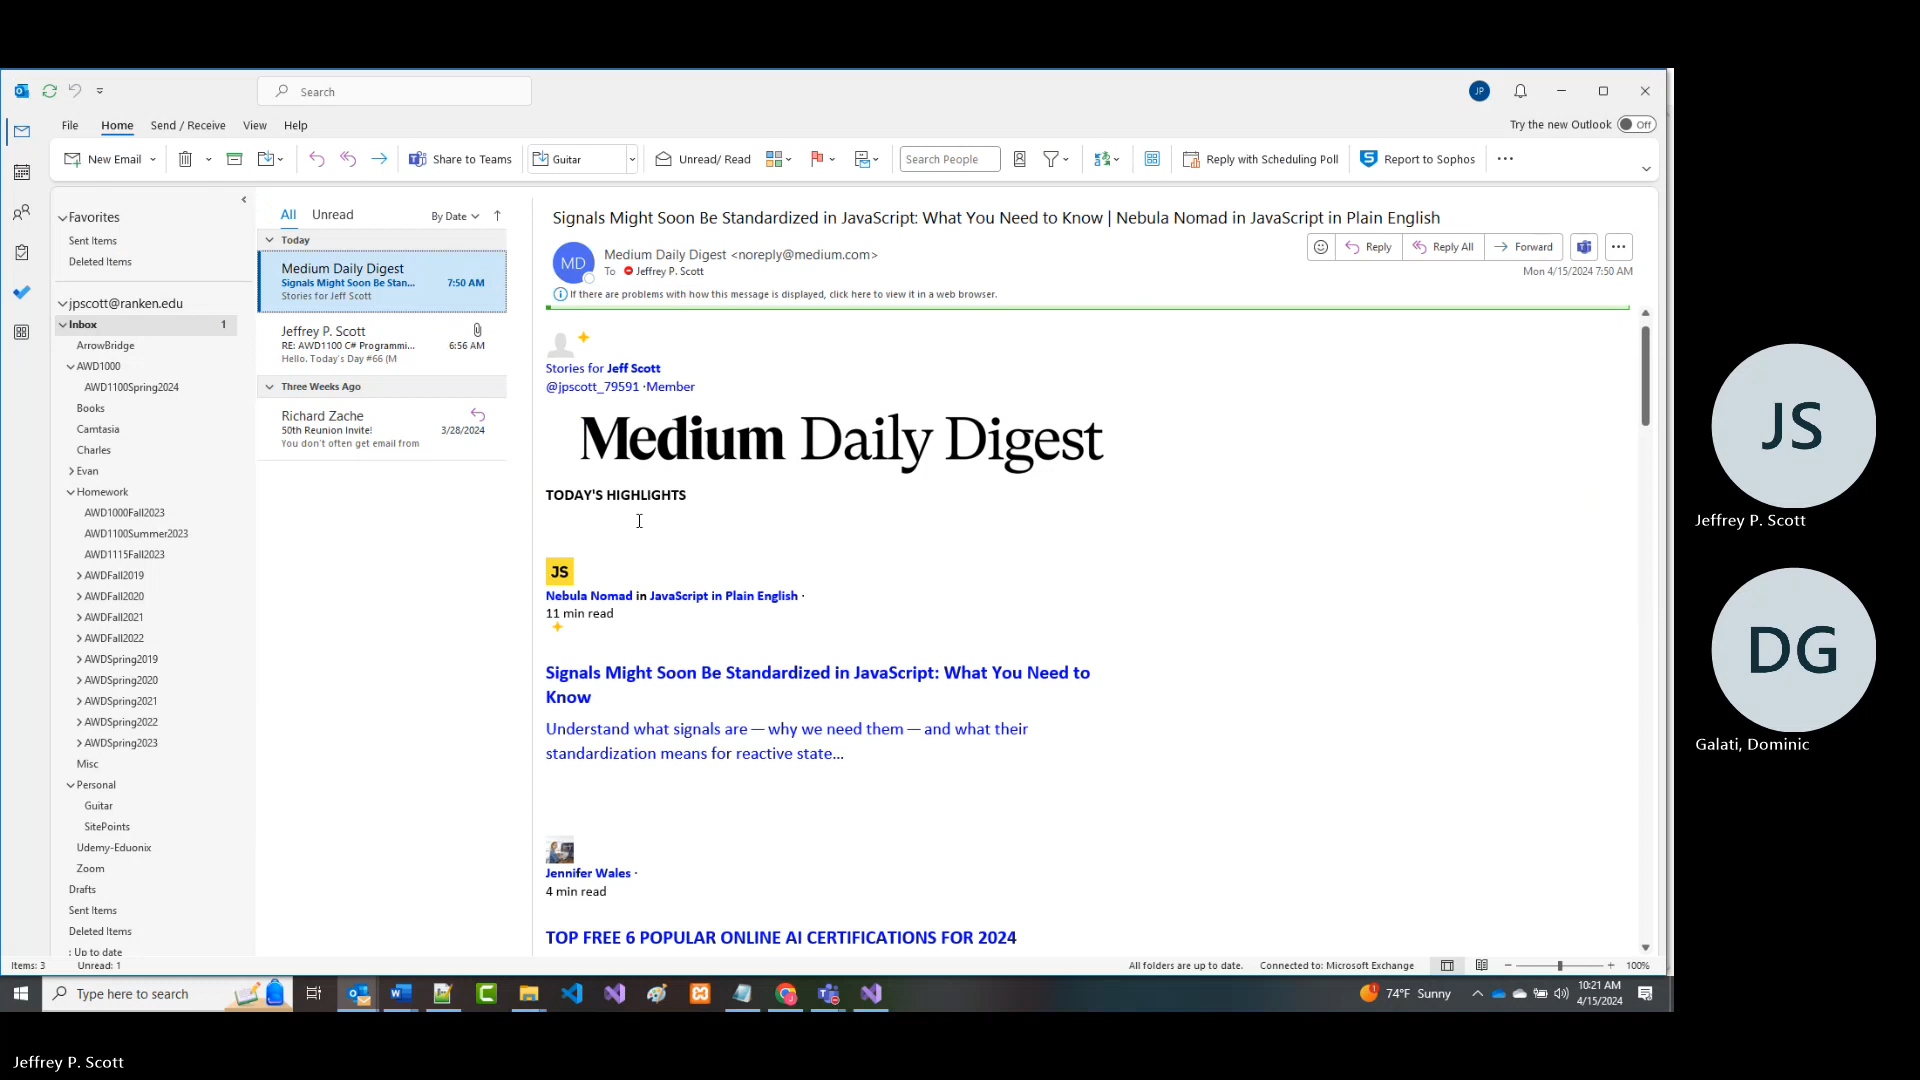 Search
JP
File Home Send / Receive View Help
Try the new Outlook Off
New Email
Share to Teams
Guitar
Unread/ Read
Search People
Reply with Scheduling Poll
Report to Sophos
Favorites
Sent Items
Deleted Items
jpscott@ranken.edu
Inbox 1
ArrowBridge
AWD1000
AWD1100Spring2024
Books
Camtasia
Charles
Evan
Homework
AWD1000Fall2023
AWD1100Summer2023
AWD1115Fall2023
AWDFall2019
AWDFall2020
AWDFall2021
AWDFall2022
AWDSpring2019
AWDSpring2020
AWDSpring2021
AWDSpring2022
AWDSpring2023
Misc
Personal
Guitar
SitePoints
Udemy-Eduonix
Zoom
Drafts
Sent Items
Deleted Items
: Up to date
All Unread By Date
Today
Medium Daily Digest
Signals Might Soon Be Stan... 7:50 AM
Stories for Jeff Scott
Jeffrey P. Scott
RE: AWD1100 C# Programmi... 6:56 AM
Hello. Today's Day #66 (M
Three Weeks Ago
Richard Zache
50th Reunion Invite! 3/28/2024
You don't often get email from
Signals Might Soon Be Standardized in JavaScript: What You Need to Know | Nebula Nomad in JavaScript in Plain English
MD
Medium Daily Digest <noreply@medium.com>
To Jeffrey P. Scott
Reply Reply All Forward
Mon 4/15/2024 7:50 AM
If there are problems with how this message is displayed, click here to view it in a web browser.
Stories for Jeff Scott
@jpscott_79591 ·Member
Medium Daily Digest
TODAY'S HIGHLIGHTS
JS
Nebula Nomad in JavaScript in Plain English ·
11 min read
Signals Might Soon Be Standardized in JavaScript: What You Need to
Know
Understand what signals are — why we need them — and what their
standardization means for reactive state...
Jennifer Wales ·
4 min read
TOP FREE 6 POPULAR ONLINE AI CERTIFICATIONS FOR 2024
Items: 3 Unread: 1
All folders are up to date. Connected to: Microsoft Exchange 100%
Type here to search
74°F Sunny
10:21 AM
4/15/2024
JS
Jeffrey P. Scott
DG
Galati, Dominic
Jeffrey P. Scott